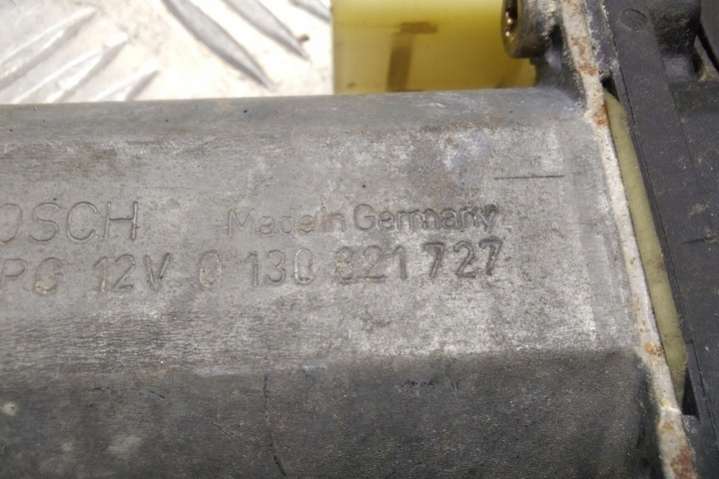 OSCH Made in Germany
PG 12V 0 130 821 727